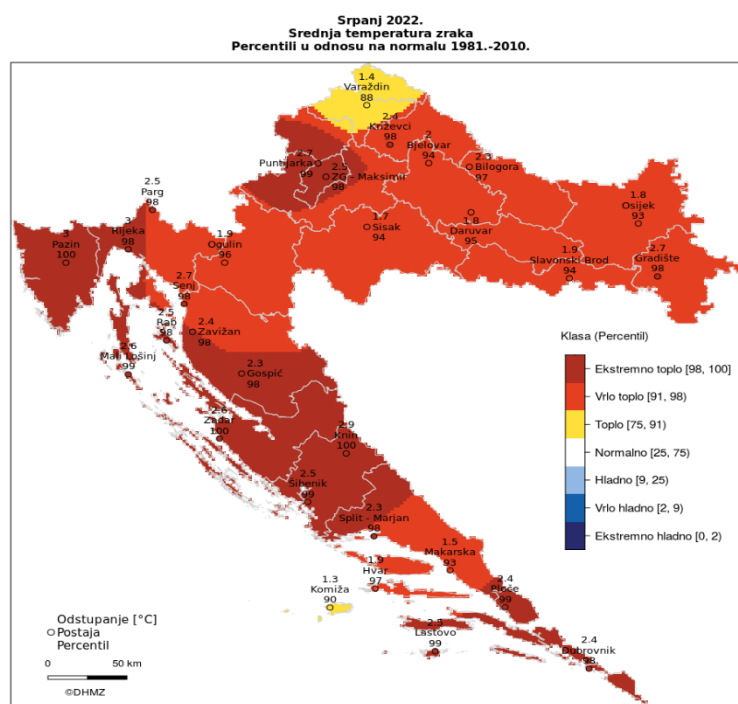 Srpanj 2022.
Srednja temperatura zraka
Percentili u odnosu na normalu 1981.-2010.
1.4
Varaždin
88
2.4
Križevci
98
2
Bjelovar
94
2.7
Puntijarka
99
2.5
ZG - Maksimir
98
2.3
Bilogora
97
2.5
Parg
98
1.8
Osijek
93
3
Pazin
100
3
Rijeka
98
1.9
Ogulin
96
1.7
Sisak
94
1.8
Daruvar
95
1.9
Slavonski Brod
94
2.7
Gradište
98
2.7
Senj
98
2.5
Rab
98
2.4
Zavižan
98
2.6
Mali Lošinj
99
2.3
Gospić
98
2.6
Zadar
100
2.9
Knin
100
2.5
Šibenik
99
2.3
Split - Marjan
98
1.5
Makarska
93
1.9
Hvar
97
1.3
Komiža
90
2.4
Ploče
99
2.5
Lastovo
99
2.4
Dubrovnik
98
Klasa (Percentil)
Ekstremno toplo [98, 100]
Vrlo toplo [91, 98)
Toplo [75, 91)
Normalno [25, 75)
Hladno [9, 25)
Vrlo hladno [2, 9)
Ekstremno hladno [0, 2)
Odstupanje [°C]
Postaja
Percentil
0 50 km
©DHMZ